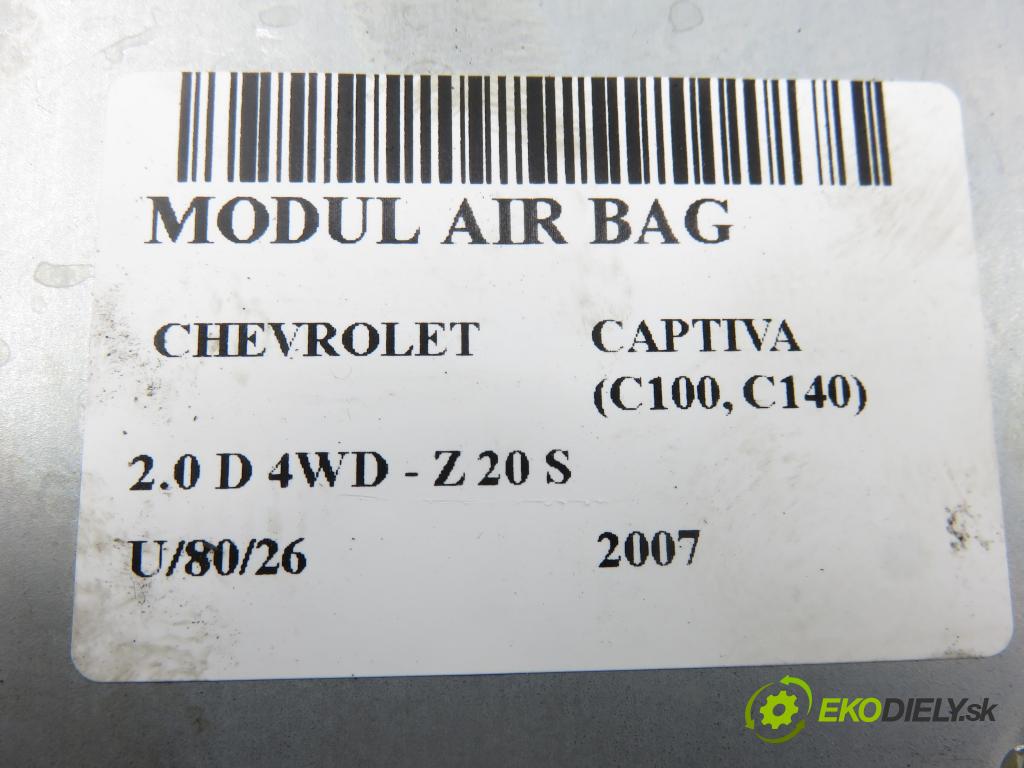 MODUL AIR BAG
CHEVROLET CAPTIVA
(C100, C140)
2.0 D 4WD - Z 20 S
U/80/26 2007
EKODIELY.sk